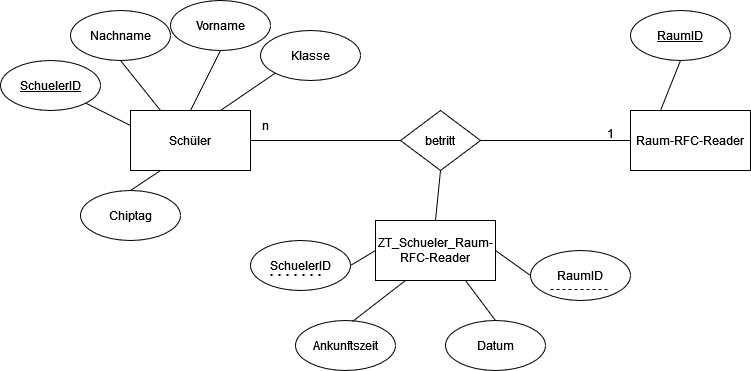 Nachname
Vorname
Klasse
RaumID
SchuelerID
n
1
Schüler
betritt
Raum-RFC-Reader
Chiptag
ZT_Schueler_Raum-
RFC-Reader
SchuelerID
RaumID
Ankunftszeit
Datum